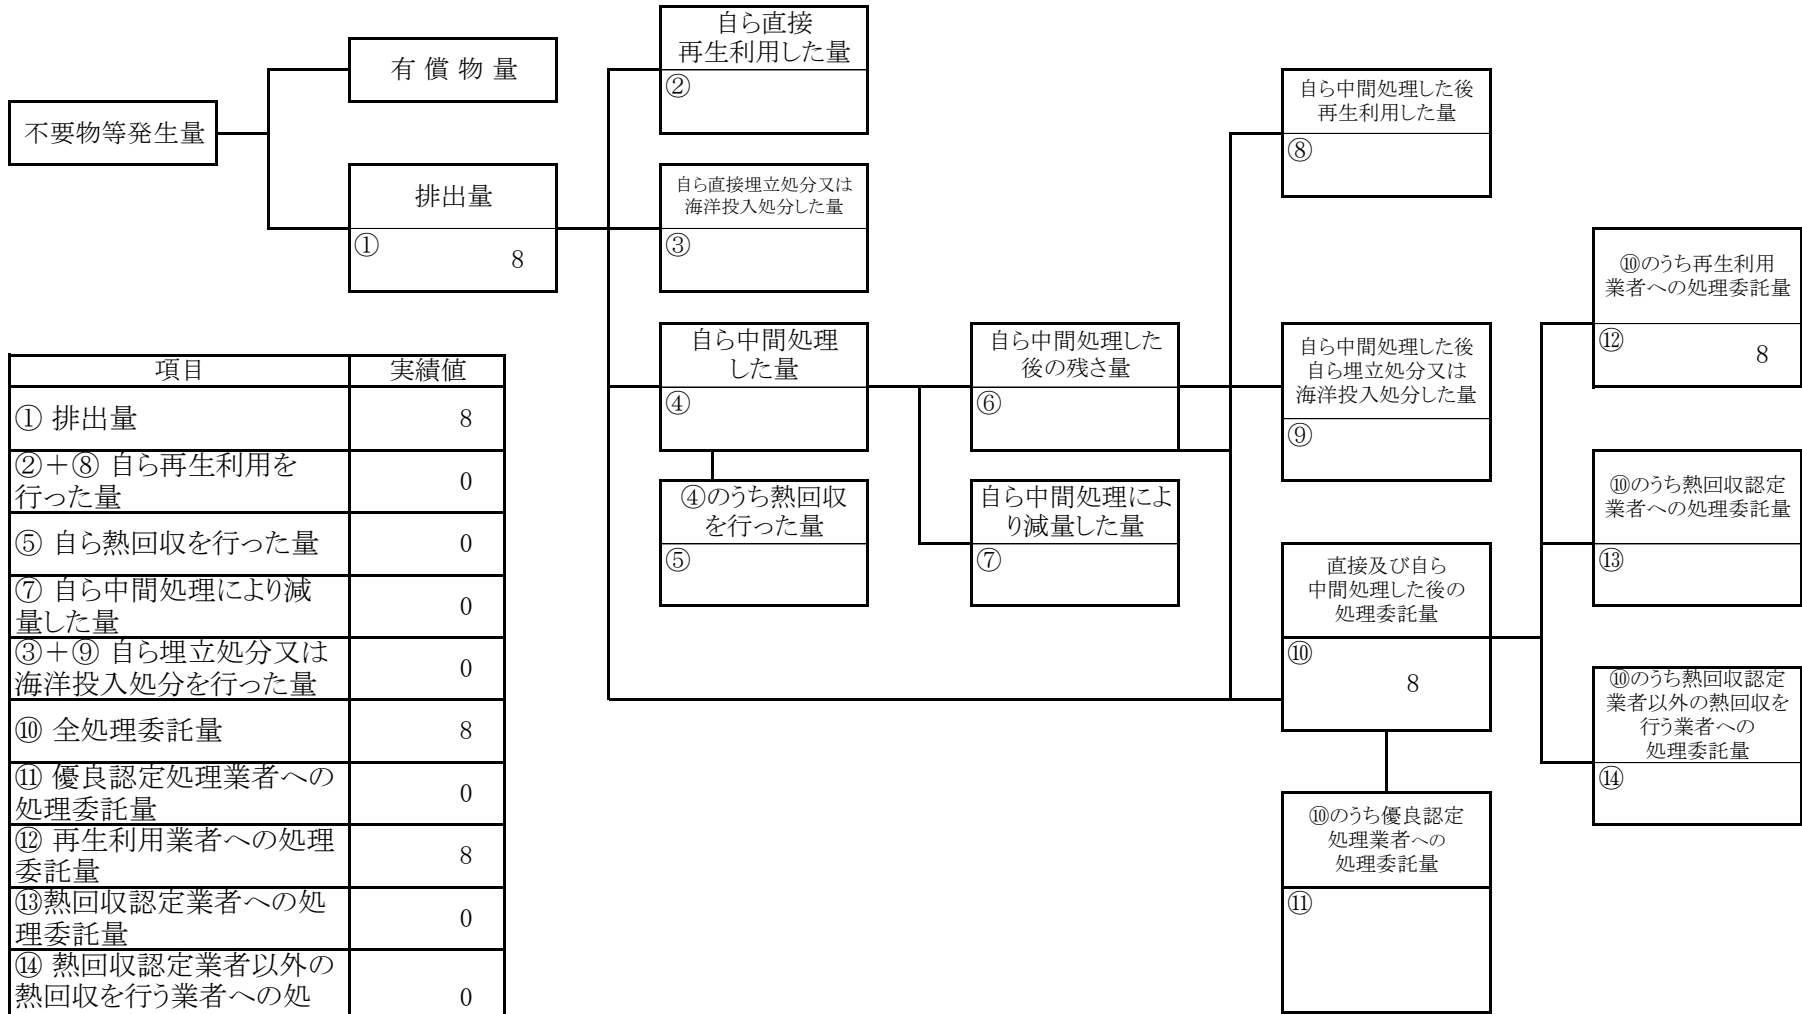 不要物等発生量
有 償 物 量
排出量
①
8
自ら直接
再生利用した量
②
自ら直接埋立処分又は
海洋投入処分した量
③
自ら中間処理
した量
④
④のうち熱回収
を行った量
⑤
自ら中間処理した
後の残さ量
⑥
自ら中間処理によ
り減量した量
⑦
自ら中間処理した後
再生利用した量
⑧
自ら中間処理した後
自ら埋立処分又は
海洋投入処分した量
⑨
直接及び自ら
中間処理した後の
処理委託量
⑩
8
⑩のうち優良認定
処理業者への
処理委託量
⑪
⑩のうち再生利用
業者への処理委託量
⑫
8
⑩のうち熱回収認定
業者への処理委託量
⑬
⑩のうち熱回収認定
業者以外の熱回収を
行う業者への
処理委託量
⑭
項目 実績値
① 排出量 8
②+⑧ 自ら再生利用を
行った量 0
⑤ 自ら熱回収を行った量 0
⑦ 自ら中間処理により減
量した量 0
③+⑨ 自ら埋立処分又は
海洋投入処分を行った量 0
⑩ 全処理委託量 8
⑪ 優良認定処理業者への
処理委託量 0
⑫ 再生利用業者への処理
委託量 8
⑬熱回収認定業者への処
理委託量 0
⑭ 熱回収認定業者以外の
熱回収を行う業者への処 0